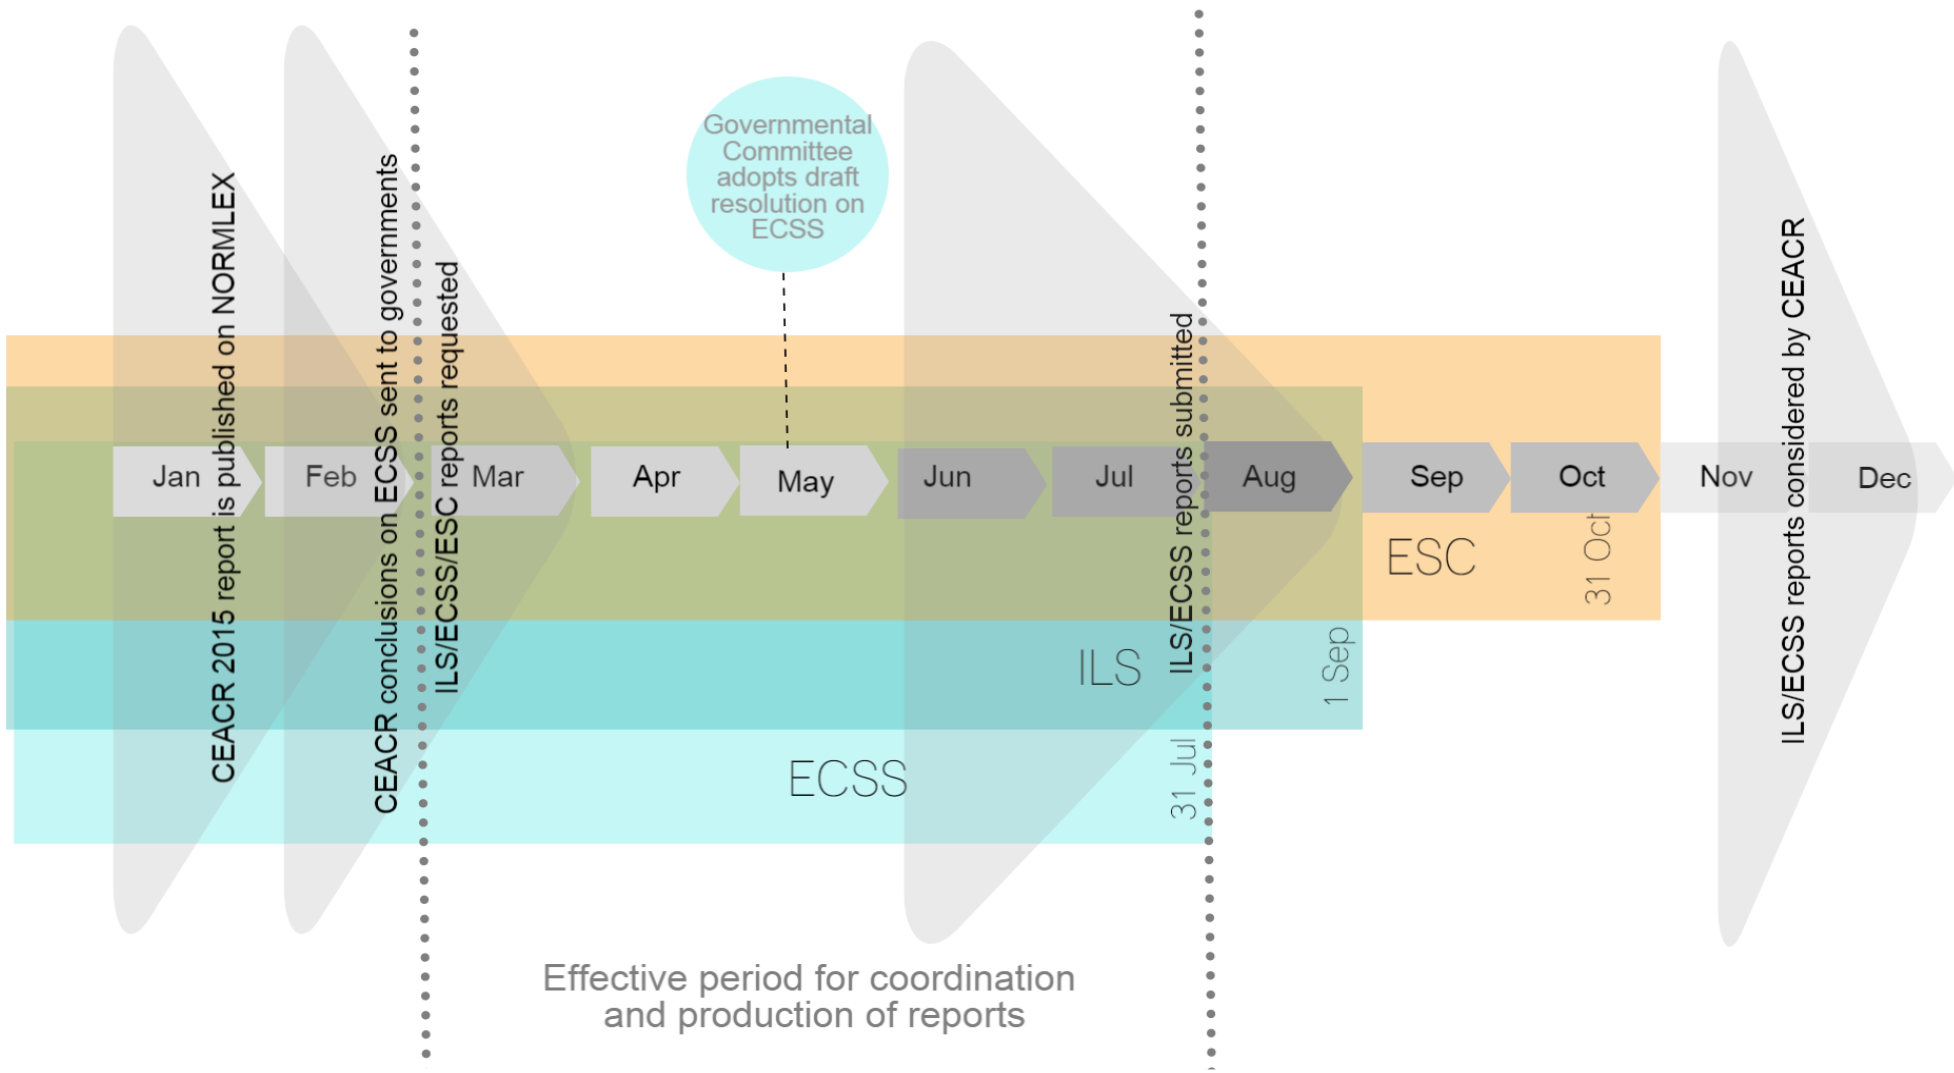 Governmental
Committee
adopts draft
resolution on
ECSS
CEACR 2015 report is published on NORMLEX
CEACR conclusions on ECSS sent to governments
ILS/ECSS/ESC reports requested
ILS/ECSS reports submitted
ILS/ECSS reports considered by CEACR
Jan
Feb
Mar
Apr
May
Jun
Jul
Aug
Sep
Oct
Nov
Dec
ESC
31 Oct
ILS
1 Sep
ECSS
31 Jul
Effective period for coordination
and production of reports